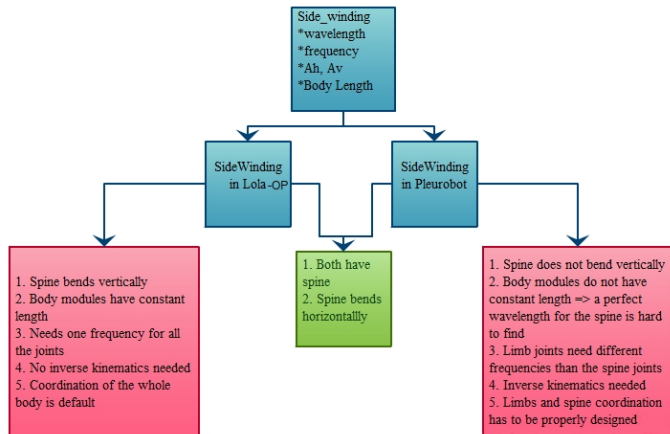 Side_winding
*wavelength
*frequency
*Ah, Av
*Body Length
SideWinding
in Lola-OP
SideWinding
in Pleurobot
1. Spine bends vertically
2. Body modules have constant
length
3. Needs one frequency for all
the joints
4. No inverse kinematics needed
5. Coordination of the whole
body is default
1. Both have
spine
2. Spine bends
horizontallly
1. Spine does not bend vertically
2. Body modules do not have
constant length => a perfect
wavelength for the spine is hard
to find
3. Limb joints need different
frequencies than the spine joints
4. Inverse kinematics needed
5. Limbs and spine coordination
has to be properly designed